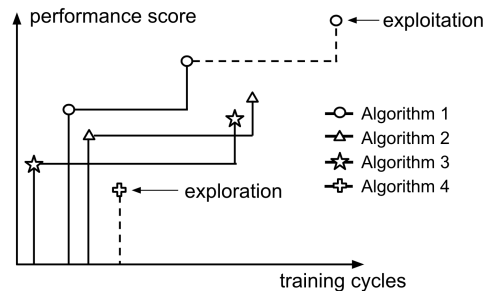 performance score
exploitation
Algorithm 1
Algorithm 2
Algorithm 3
Algorithm 4
exploration
training cycles